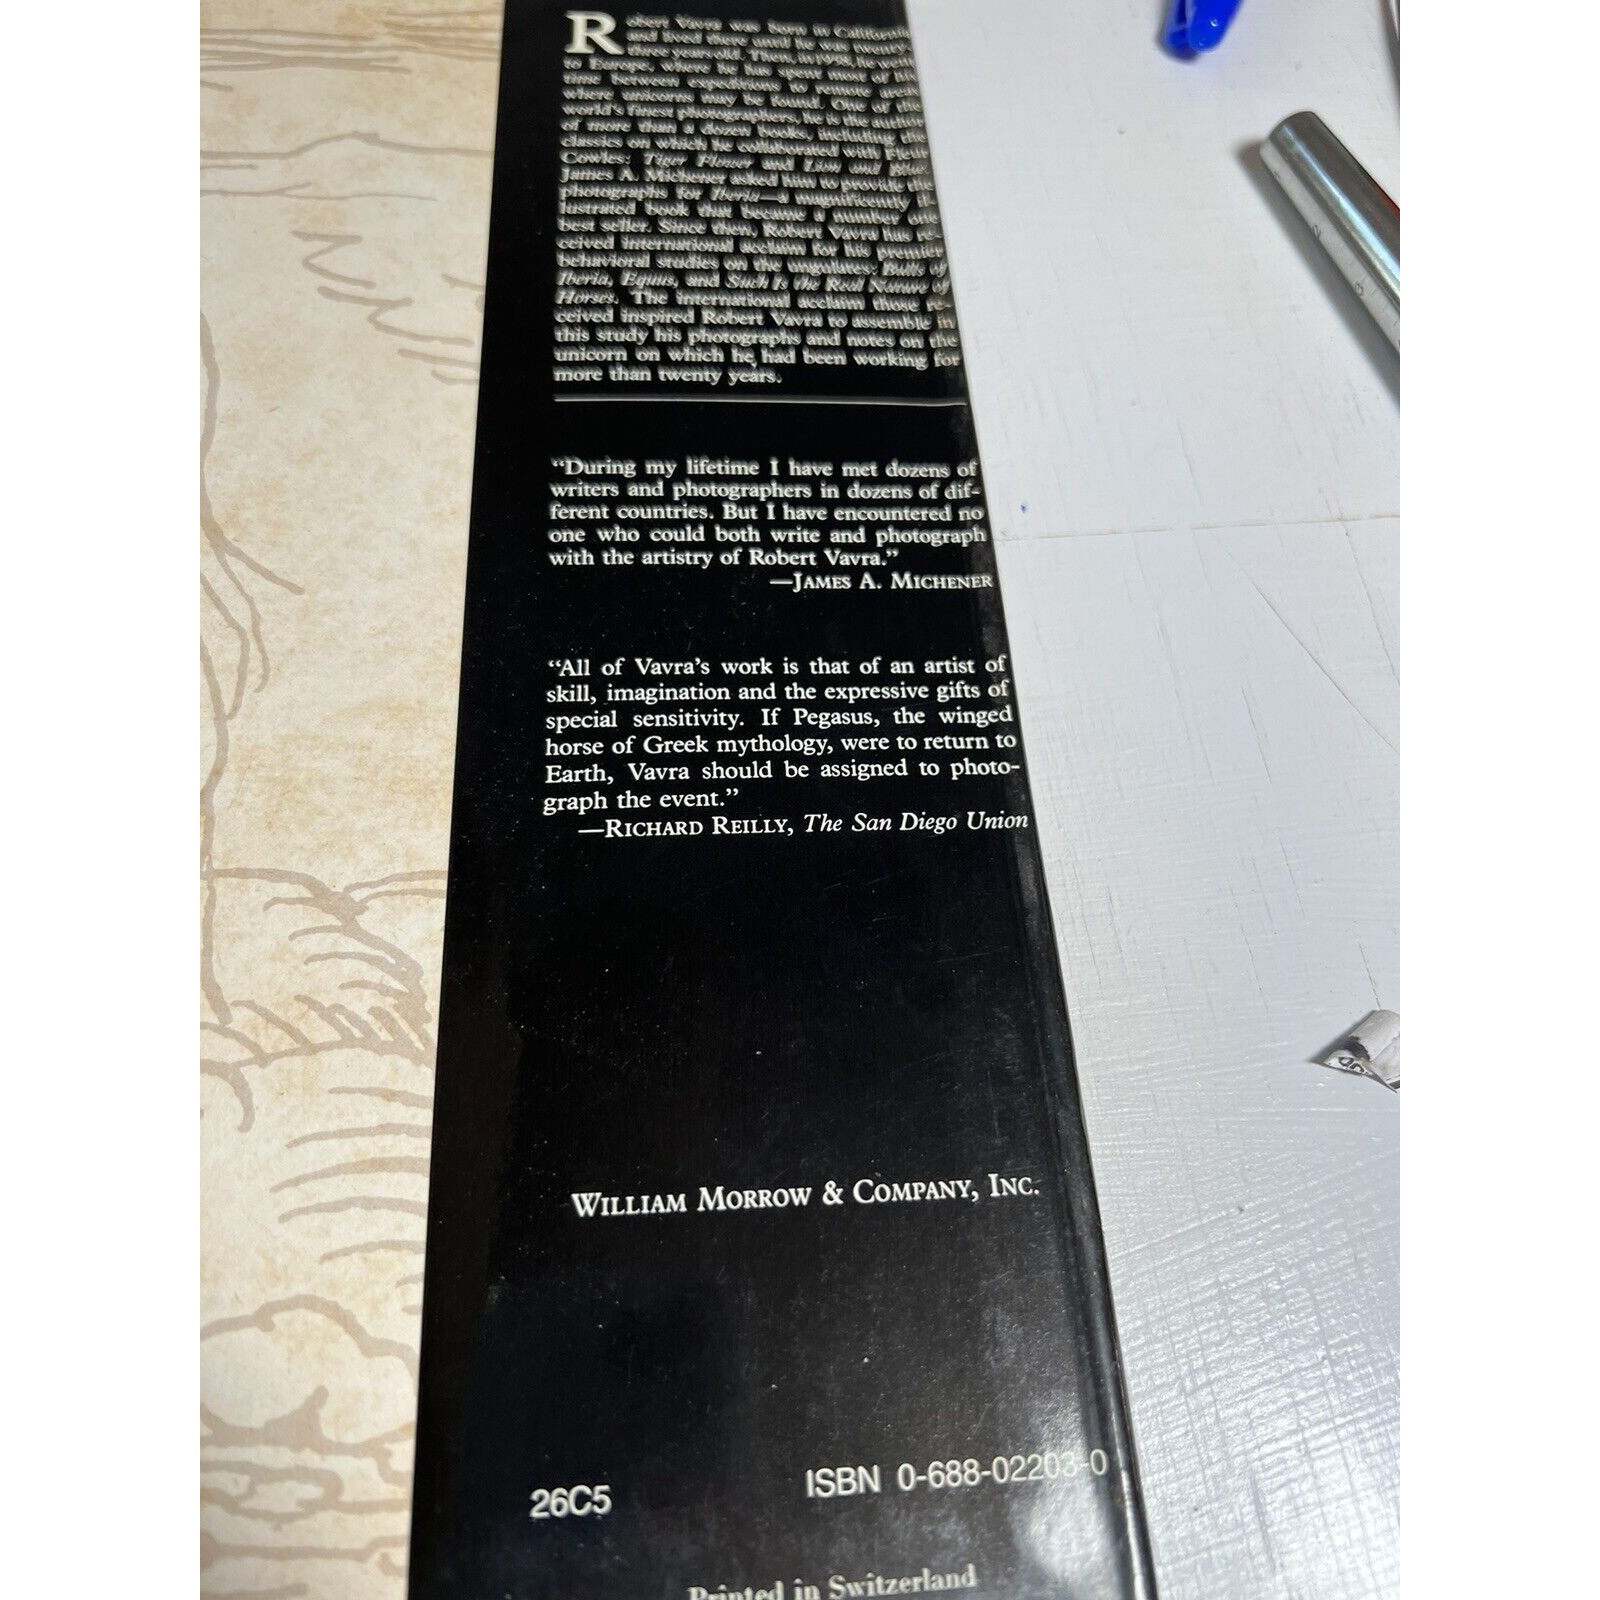 Robert Vavra was born in California
and lived there until he was twenty-
three years old. Then, in 1958, he went
to Europe, where he has spent most of his
time between expeditions to remote areas
where unicorns may be found. One of the
world's finest photographers, he is the author
of more than a dozen books, including the
classics on which he collaborated with Fleur
Cowles: Tiger Flower and Lion and Blue.
James A. Michener asked him to provide the
photographs for Iberia—a magnificently il-
lustrated book that became a number one
best seller. Since then, Robert Vavra has re-
ceived international acclaim for his premier
behavioral studies on the ungulates: Bulls of
Iberia, Equus, and Such Is the Real Nature of
Horses. The international acclaim those re-
ceived inspired Robert Vavra to assemble in
this study his photographs and notes on the
unicorn on which he had been working for
more than twenty years.
“During my lifetime I have met dozens of
writers and photographers in dozens of dif-
ferent countries. But I have encountered no
one who could both write and photograph
with the artistry of Robert Vavra.”
—JAMES A. MICHENER
“All of Vavra’s work is that of an artist of
skill, imagination and the expressive gifts of
special sensitivity. If Pegasus, the winged
horse of Greek mythology, were to return to
Earth, Vavra should be assigned to photo-
graph the event.”
—RICHARD REILLY, The San Diego Union
WILLIAM MORROW & COMPANY, INC.
26C5 ISBN 0-688-02203-0
Printed in Switzerland